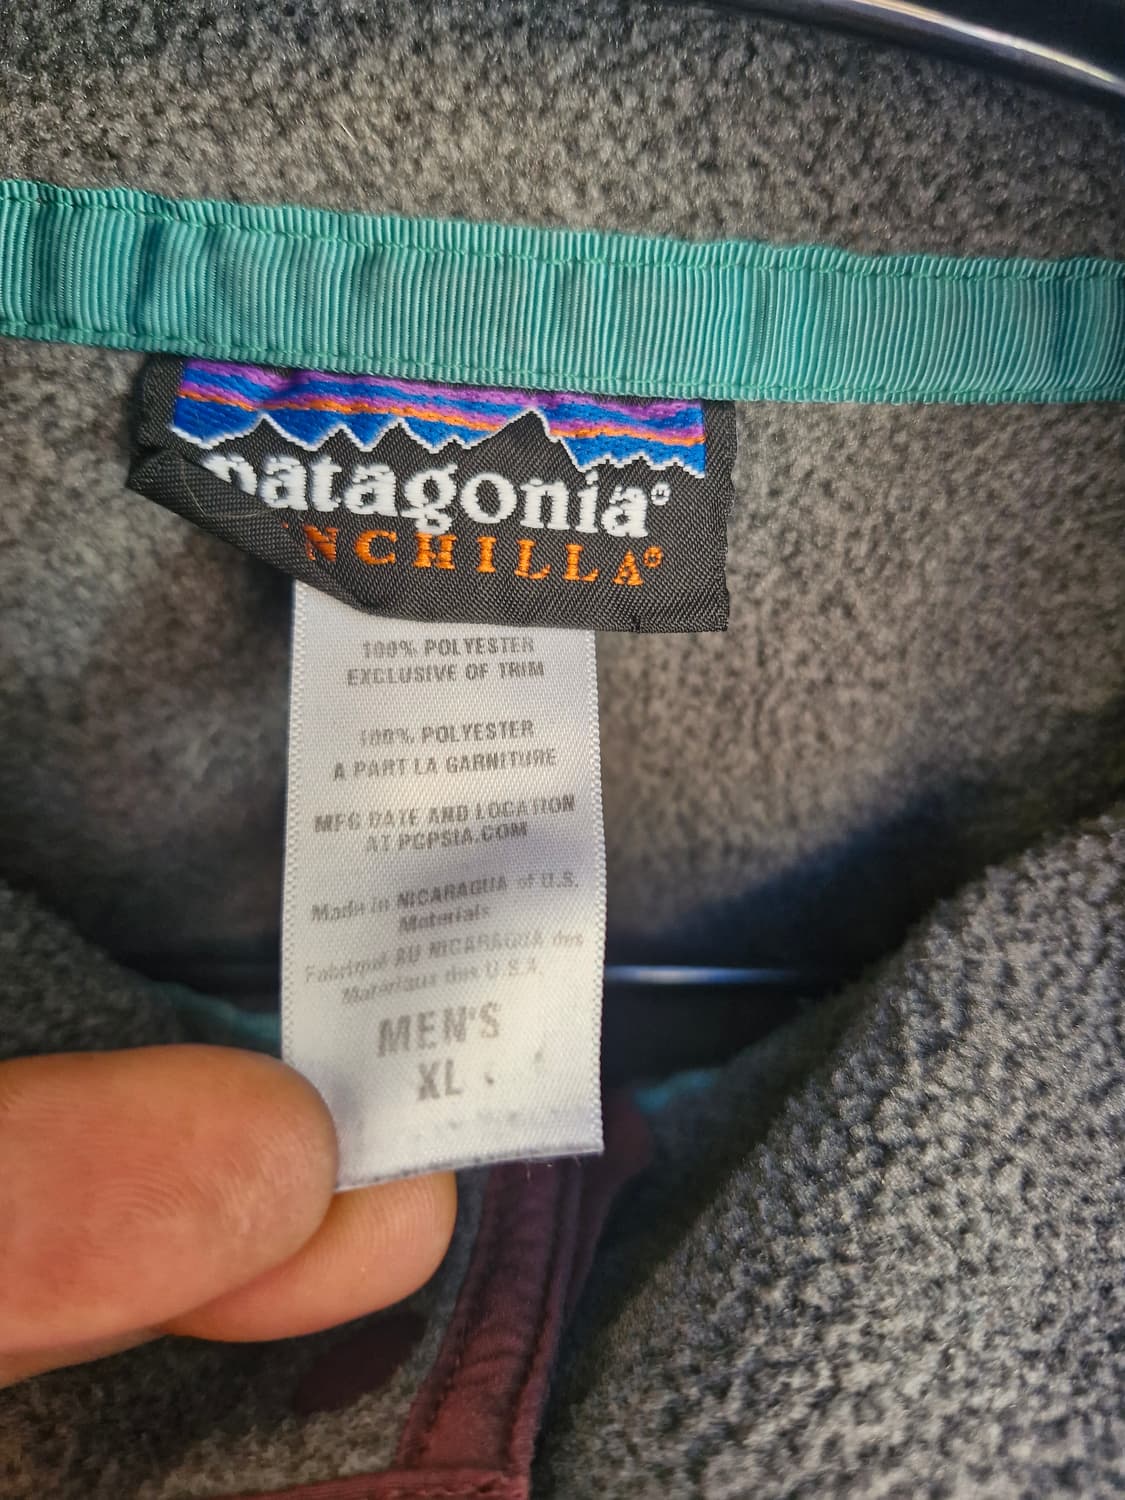 patagonia®
NCHILLA®
100% POLYESTER
EXCLUSIVE OF TRIM
100% POLYESTER
A PART LA GARNITURE
MFG DATE AND LOCATION
AT PCPSIA.COM
Made in NICARAGUA of U.S.
Materials
Fabriqué AU NICARAGUA des
Matériaux des U.S.A.
MEN'S
XL